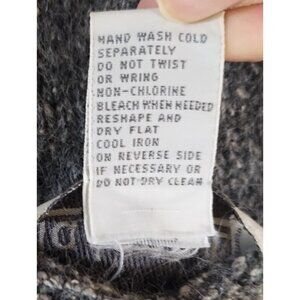 HAND WASH COLD
SEPARATELY
DO NOT TWIST
OR WRING
NON-CHLORINE
BLEACH WHEN NEEDED
RESHAPE AND
DRY FLAT
COOL IRON
ON REVERSE SIDE
IF NECESSARY OR
DO NOT DRY CLEAN